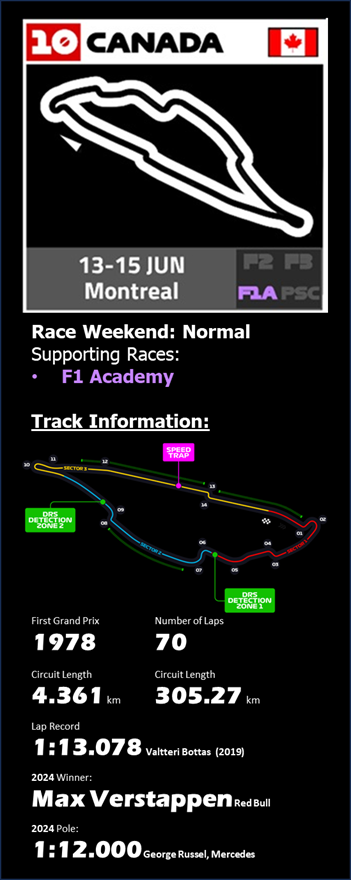 10 CANADA
13-15 JUN
Montreal
F2 F3
F1A PSC
Race Weekend: Normal
Supporting Races:
• F1 Academy
Track Information:
SPEED TRAP
10
11
SECTOR 3
12
13
14
02
01
DRS DETECTION ZONE 2
09
08
SECTOR 2
07
06
05
04
03
SECTOR 1
DRS DETECTION ZONE 1
First Grand Prix
1978
Number of Laps
70
Circuit Length
4.361 km
Circuit Length
305.27 km
Lap Record
1:13.078 Valtteri Bottas (2019)
2024 Winner:
Max Verstappen Red Bull
2024 Pole:
1:12.000 George Russel, Mercedes